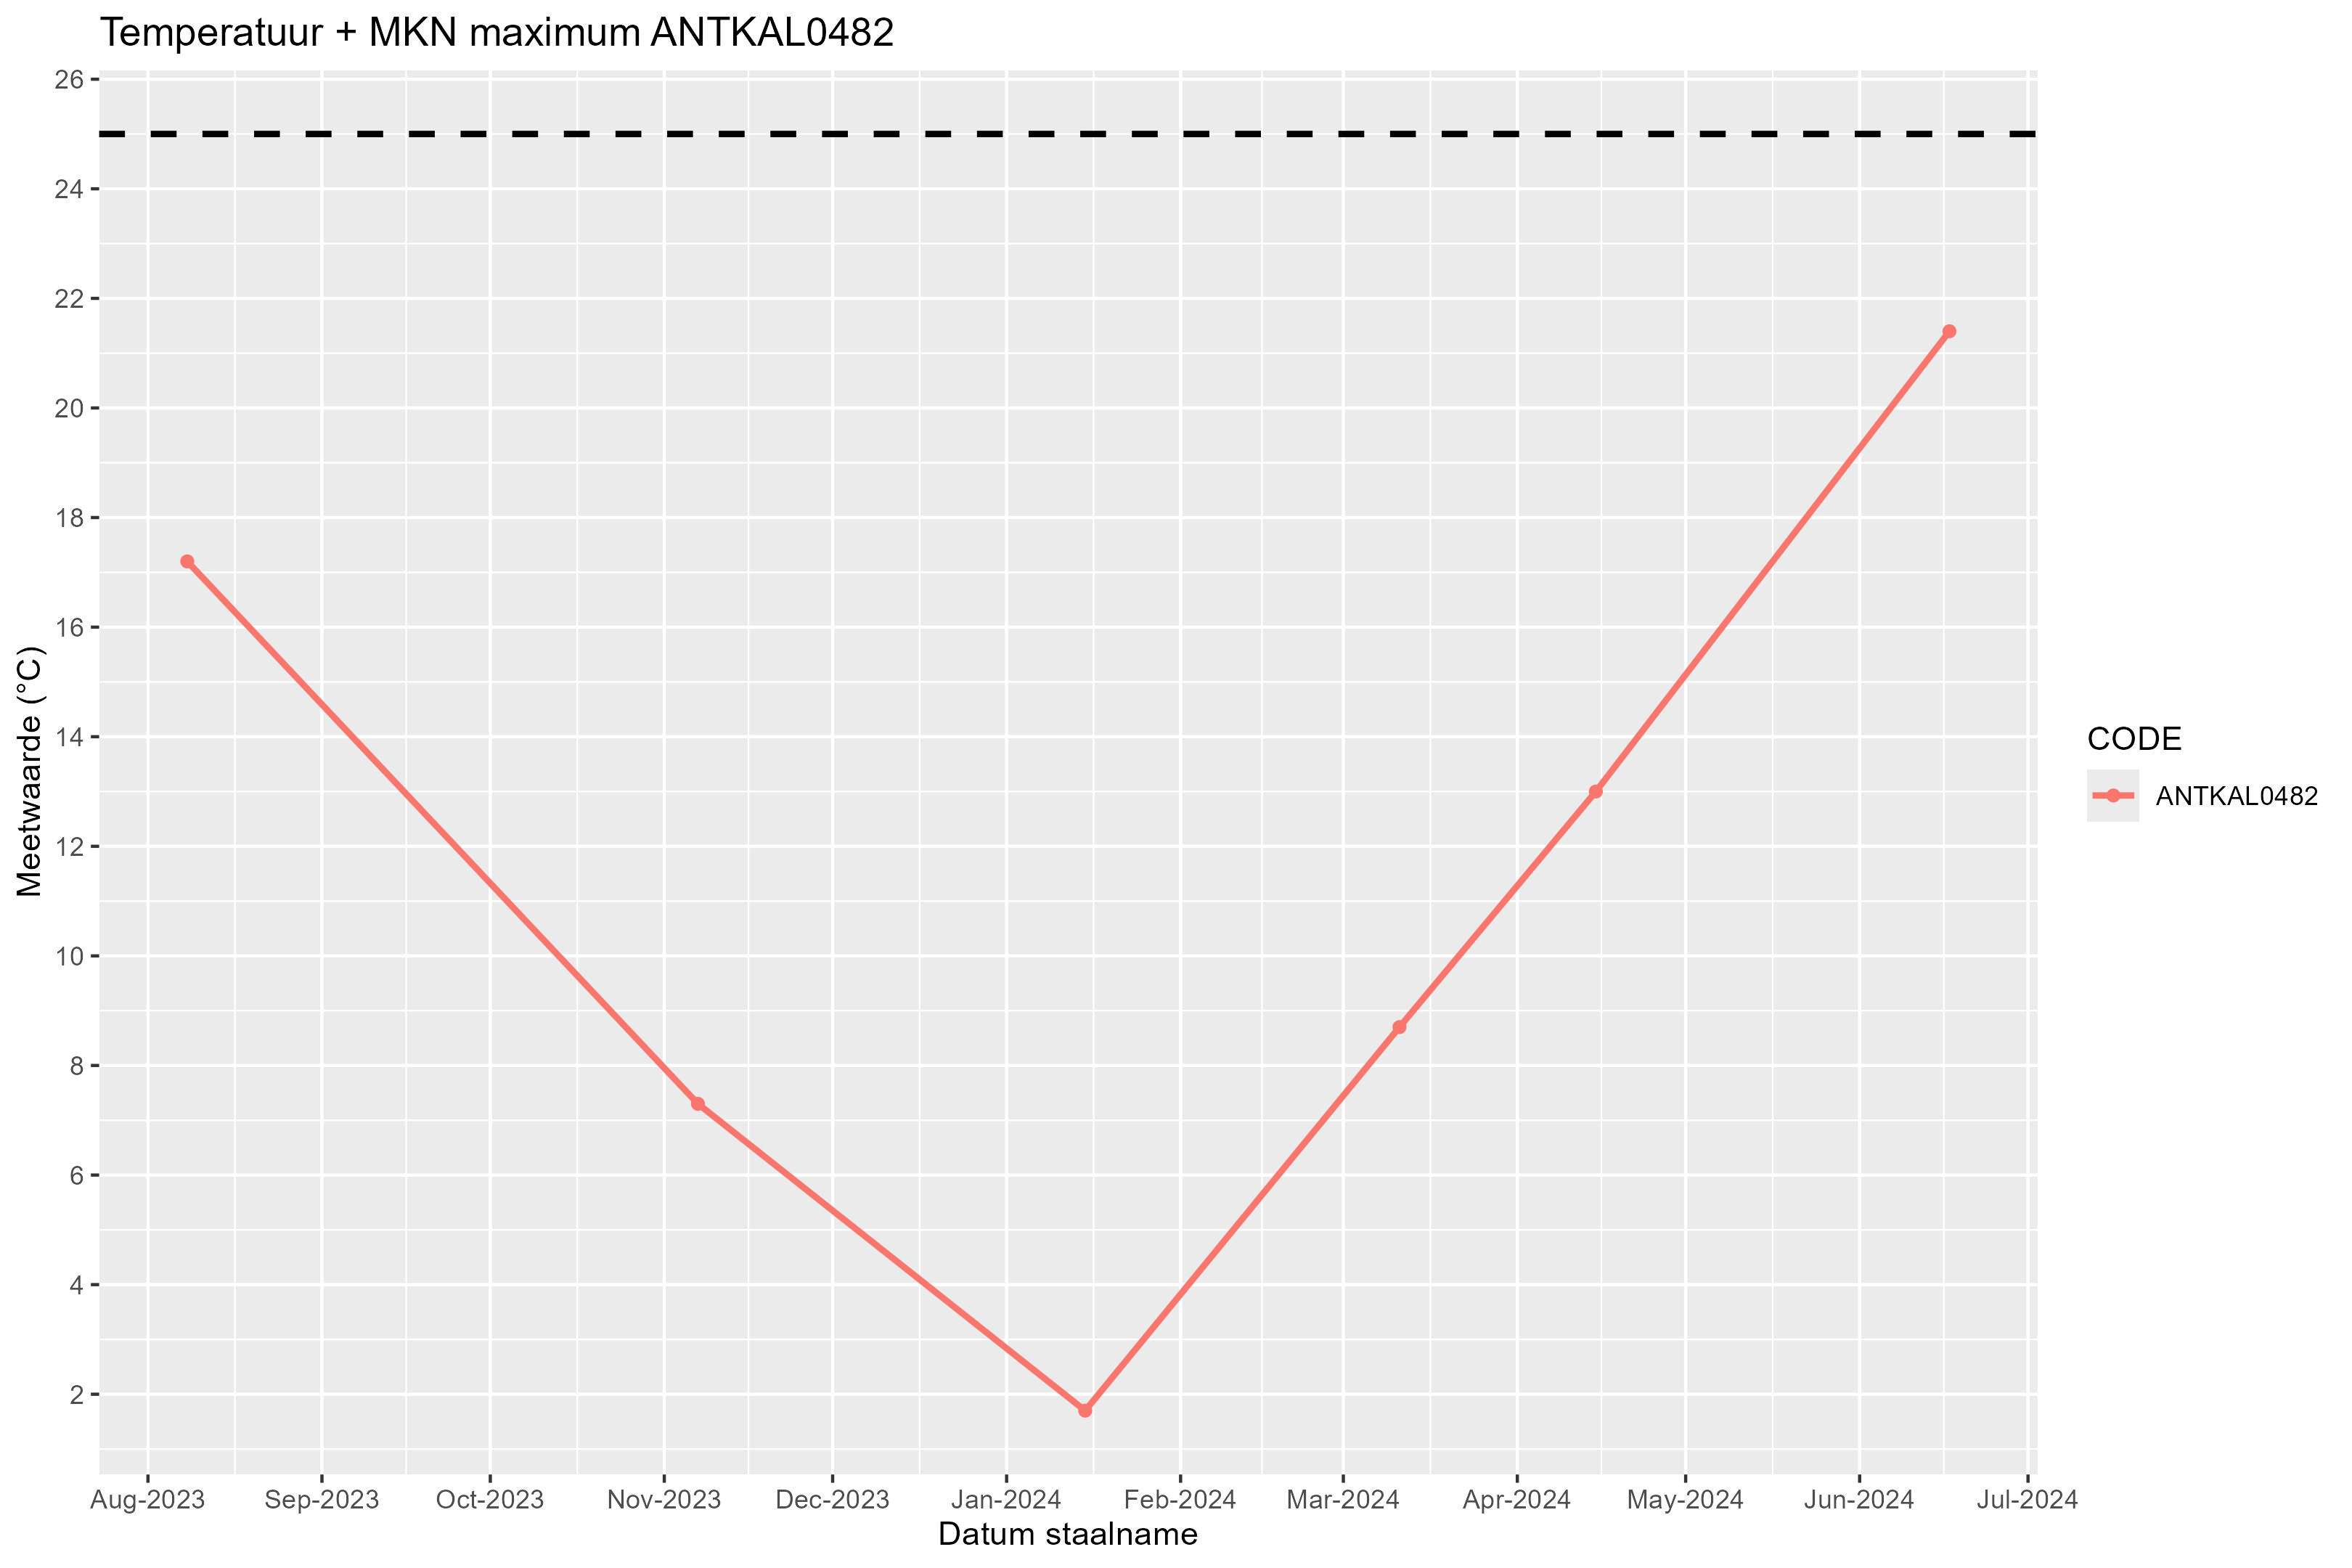 Temperatuur + MKN maximum ANTKAL0482
26
24
22
20
18
16
14
12
10
8
6
4
2
Meetwaarde (°C)
Aug-2023 Sep-2023 Oct-2023 Nov-2023 Dec-2023 Jan-2024 Feb-2024 Mar-2024 Apr-2024 May-2024 Jun-2024 Jul-2024
Datum staalname
CODE
ANTKAL0482